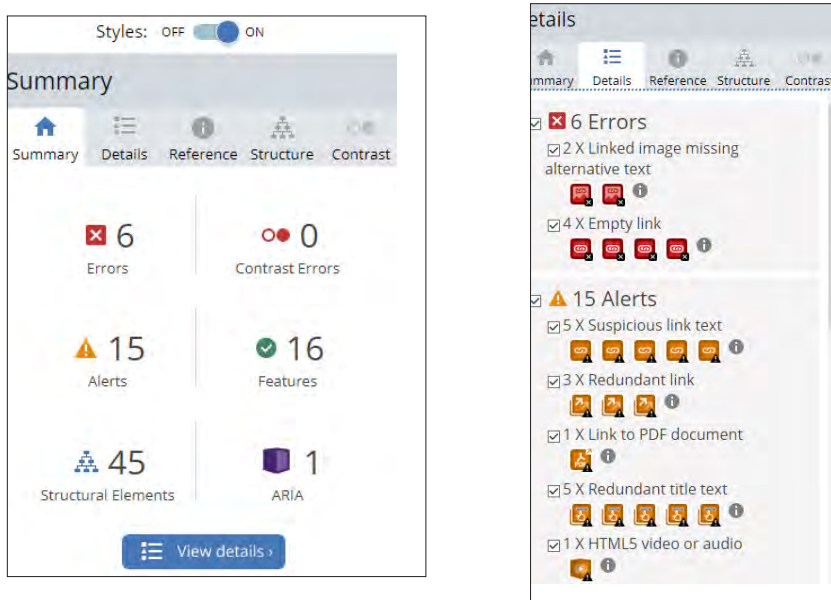 Styles: OFF ON
Summary
Summary Details Reference Structure Contrast
6
Errors
0
Contrast Errors
15
Alerts
16
Features
45
Structural Elements
1
ARIA
View details ›
etails
mmary Details Reference Structure Contrast
6 Errors
2 X Linked image missing
alternative text
4 X Empty link
15 Alerts
5 X Suspicious link text
3 X Redundant link
1 X Link to PDF document
5 X Redundant title text
1 X HTML5 video or audio